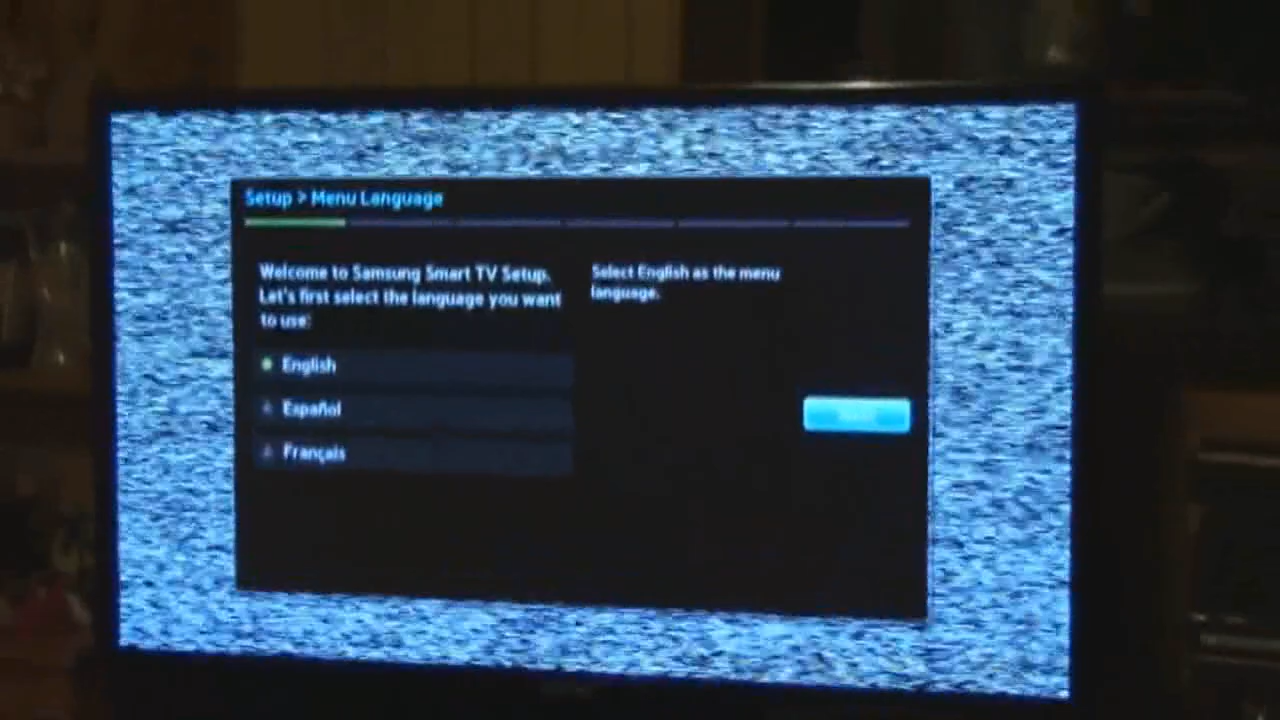 Setup > Menu Language
Welcome to Samsung Smart TV Setup.
Let's first select the language you want
to use:
Select English as the menu
language.
English
Español
Français